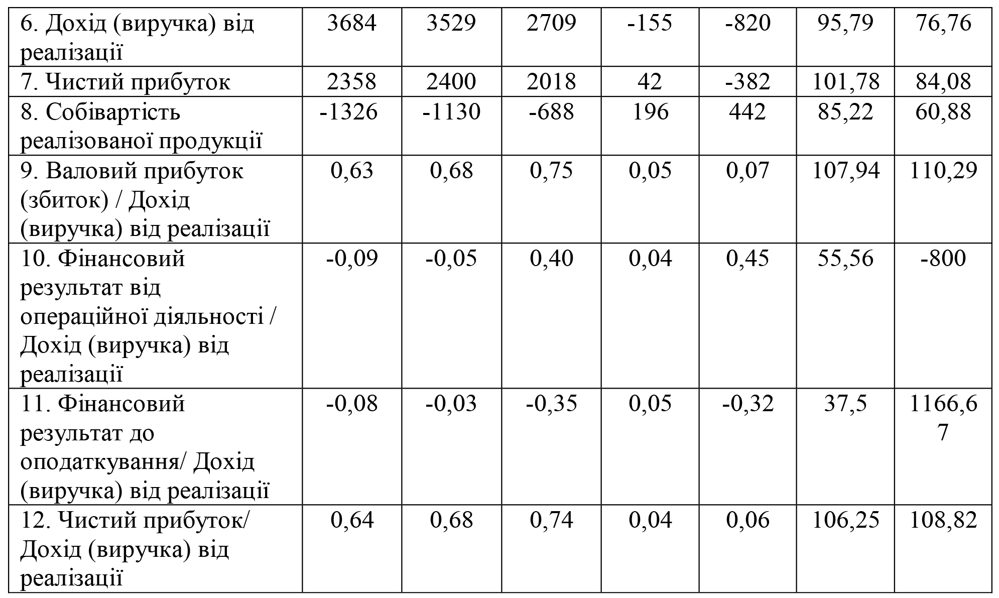 6. Дохід (виручка) від 3684 3529 2709 -155 -820 95,79 76,76
реалізації
7. Чистий прибуток 2358 2400 2018 42 -382 101,78 84,08
8. Собівартість -1326 -1130 -688 196 442 85,22 60,88
реалізованої продукції
9. Валовий прибуток 0,63 0,68 0,75 0,05 0,07 107,94 110,29
(збиток) / Дохід
(виручка) від реалізації
10. Фінансовий -0,09 -0,05 0,40 0,04 0,45 55,56 -800
результат від
операційної діяльності /
Дохід (виручка) від
реалізації
11. Фінансовий -0,08 -0,03 -0,35 0,05 -0,32 37,5 1166,6
результат до 7
оподаткування/ Дохід
(виручка) від реалізації
12. Чистий прибуток/ 0,64 0,68 0,74 0,04 0,06 106,25 108,82
Дохід (виручка) від
реалізації